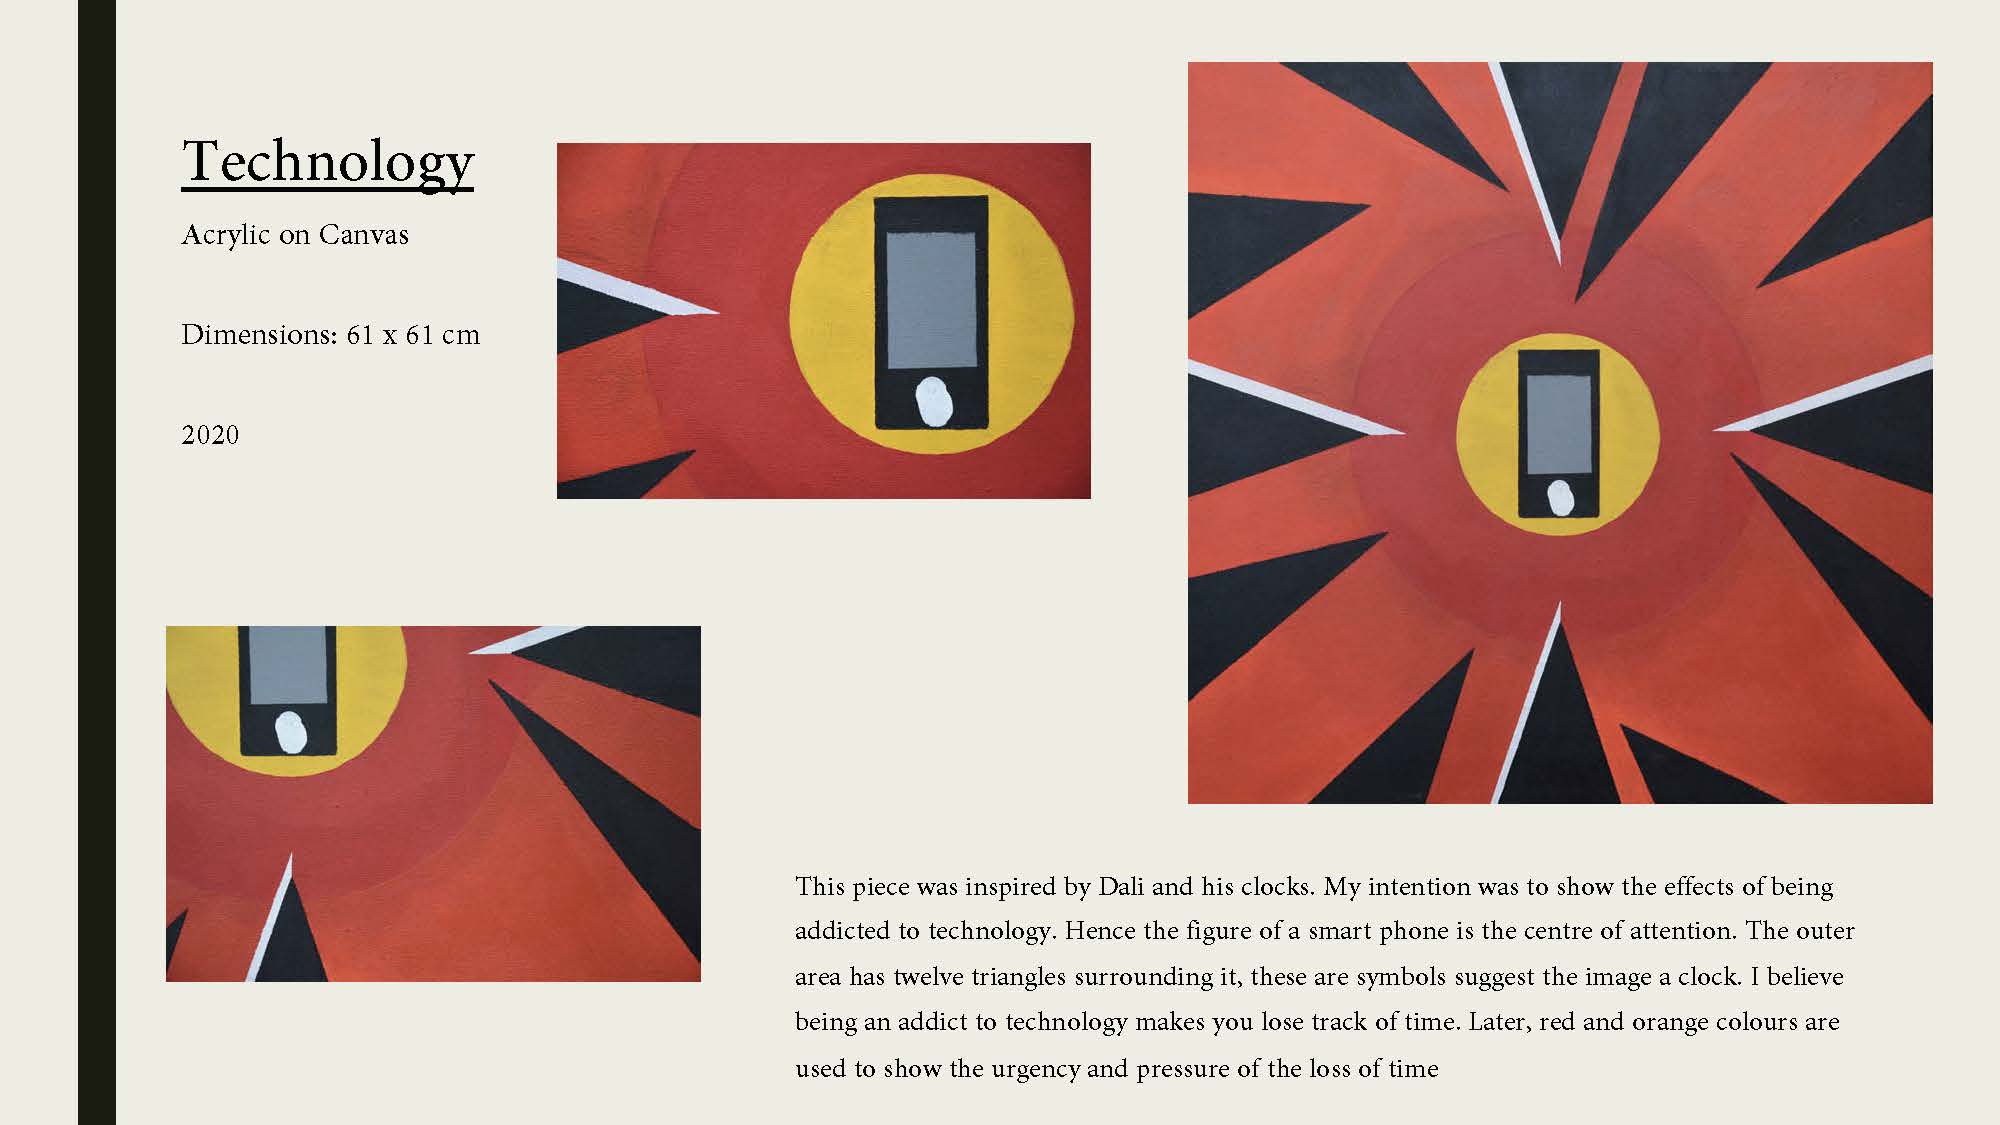 Technology
Acrylic on Canvas
Dimensions: 61 x 61 cm
2020
This piece was inspired by Dali and his clocks. My intention was to show the effects of being
addicted to technology. Hence the figure of a smart phone is the centre of attention. The outer
area has twelve triangles surrounding it, these are symbols suggest the image a clock. I believe
being an addict to technology makes you lose track of time. Later, red and orange colours are
used to show the urgency and pressure of the loss of time